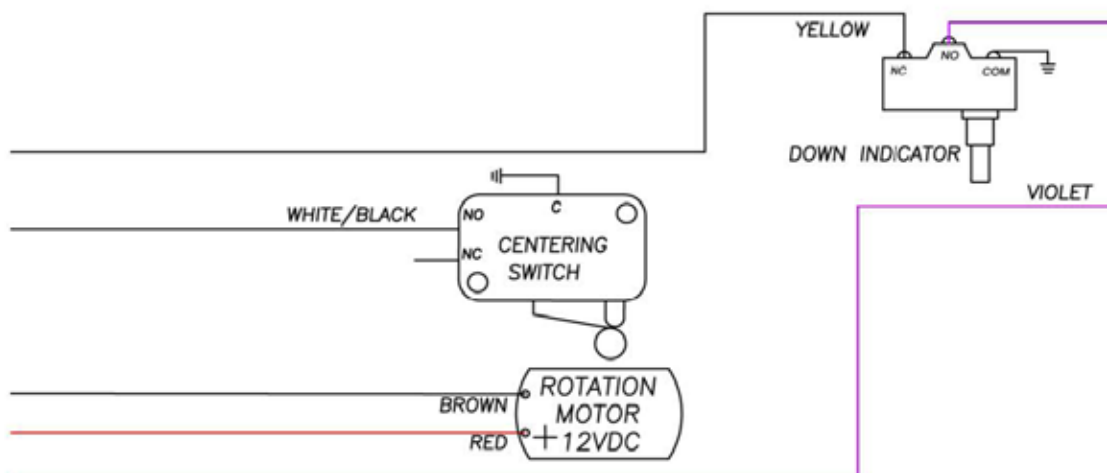 YELLOW
NC NO COM
DOWN INDICATOR
VIOLET
WHITE/BLACK
NO C
NC
CENTERING
SWITCH
BROWN
RED
ROTATION
MOTOR
+12VDC